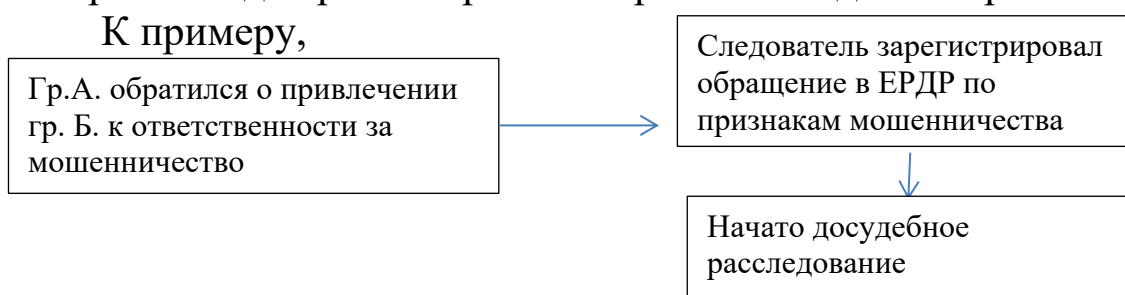 К примеру,
Гр.А. обратился о привлечении
гр. Б. к ответственности за
мошенничество
Следователь зарегистрировал
обращение в ЕРДР по
признакам мошенничества
Начато досудебное
расследование